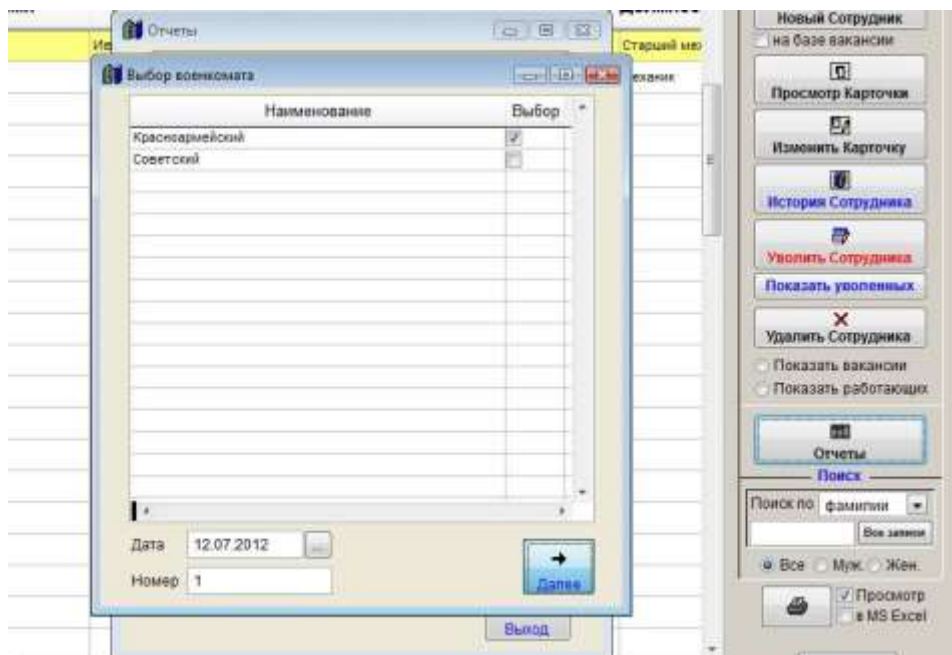 Отчеты
Старший мех
Выбор военкомата
еханик
Наименование
Выбор
Красноармейский
Советский
Дата
12.07.2012
...
Номер
1
Далее
Выход
Новый Сотрудник
на базе вакансии
Просмотр Карточки
Изменить Карточку
История Сотрудника
Уволить Сотрудника
Показать уволенных
Удалить Сотрудника
Показать вакансии
Показать работающих
Отчеты
Поиск
Поиск по фамилии
Все записи
Все Муж. Жен.
Просмотр
в MS Excel